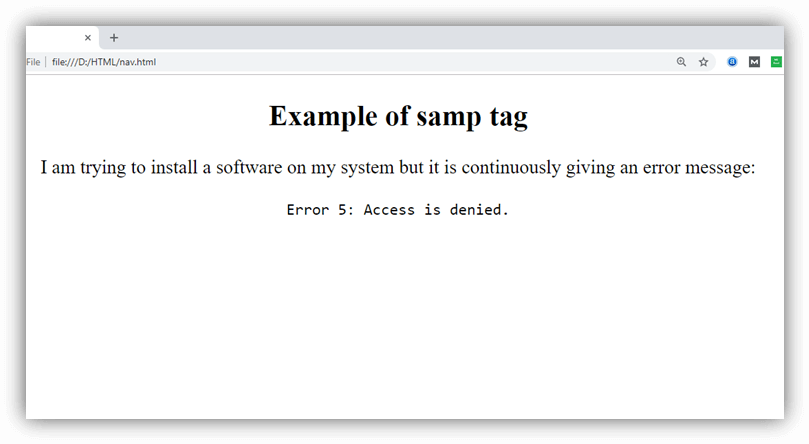 File file:///D:/HTML/nav.html
Example of samp tag
I am trying to install a software on my system but it is continuously giving an error message:
Error 5: Access is denied.